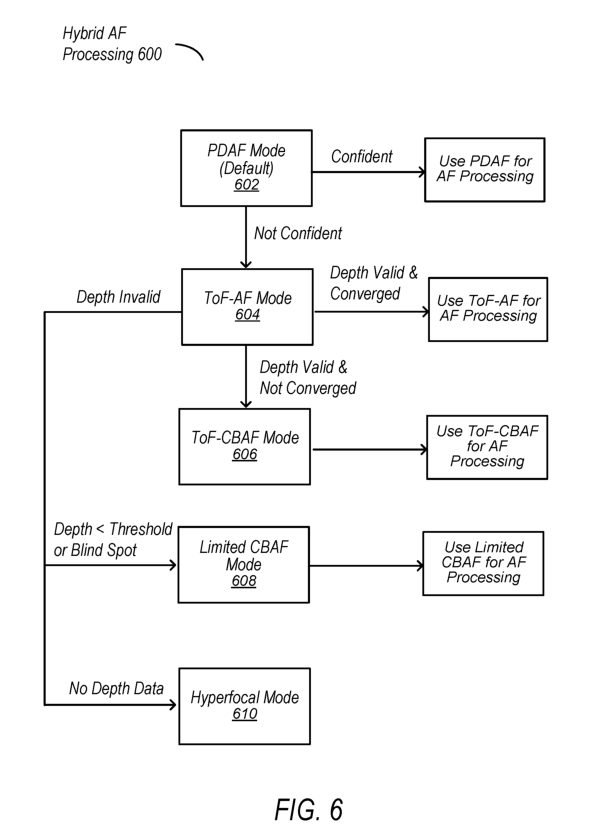 Hybrid AF
Processing 600
PDAF Mode
(Default)
602
Confident
Use PDAF for
AF Processing
Not Confident
Depth Invalid
ToF-AF Mode
604
Depth Valid &
Converged
Use ToF-AF for
AF Processing
Depth Valid &
Not Converged
ToF-CBAF Mode
606
Use ToF-CBAF
for AF
Processing
Depth < Threshold
or Blind Spot
Limited CBAF
Mode
608
Use Limited
CBAF for AF
Processing
No Depth Data
Hyperfocal Mode
610
FIG. 6